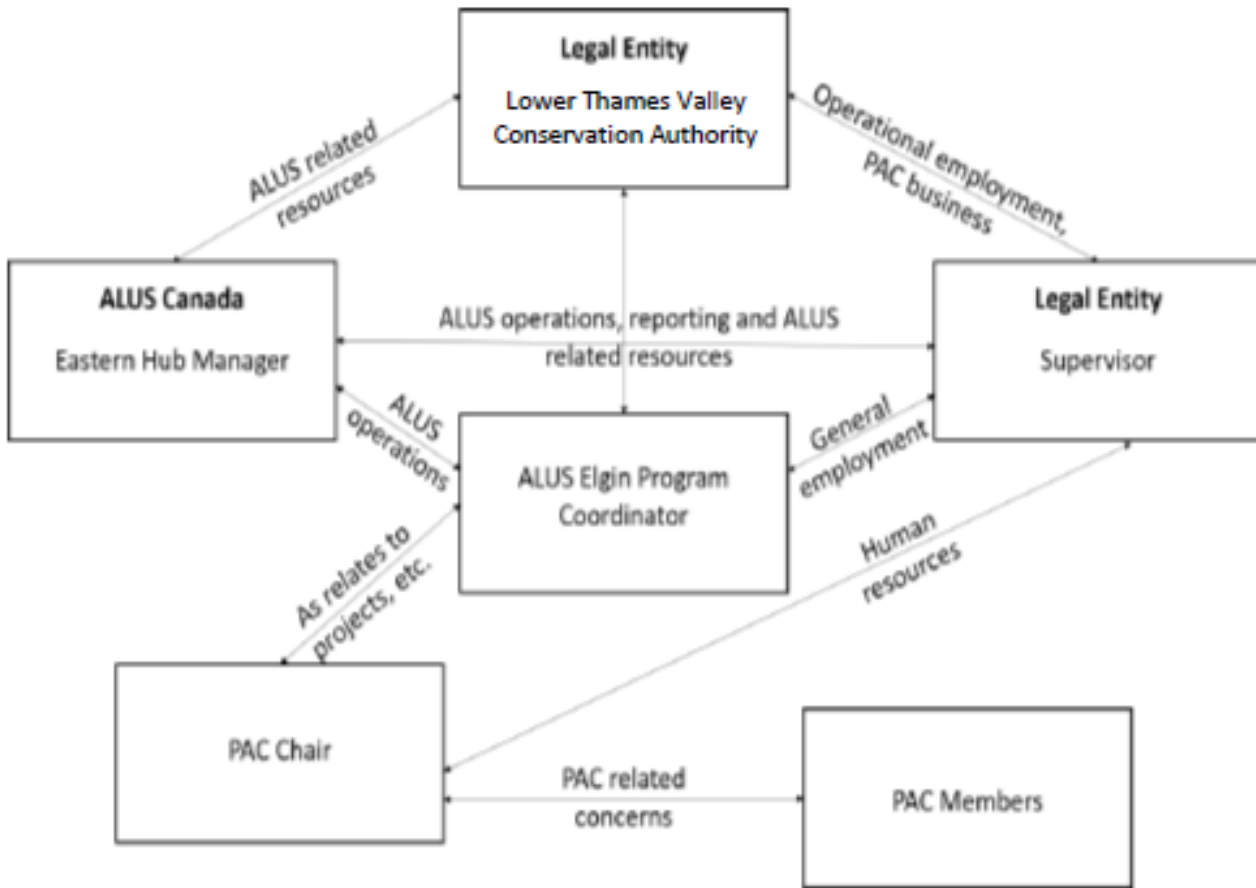 Legal Entity
Lower Thames Valley
Conservation Authority
ALUS related
resources
Operational employment,
PAC business
ALUS Canada
Eastern Hub Manager
ALUS operations, reporting and ALUS
related resources
Legal Entity
Supervisor
ALUS
operations
General
employment
ALUS Elgin Program
Coordinator
As relates to
projects, etc.
Human
resources
PAC Chair
PAC related
concerns
PAC Members